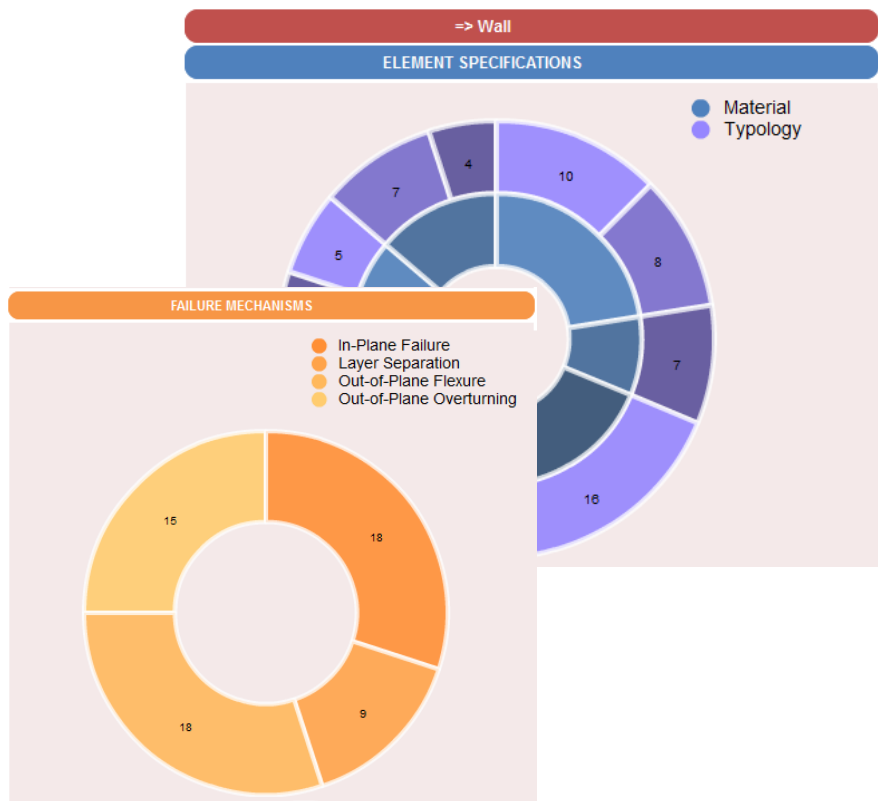 => Wall
ELEMENT SPECIFICATIONS
Material
Typology
4
10
7
8
5
7
16
FAILURE MECHANISMS
In-Plane Failure
Layer Separation
Out-of-Plane Flexure
Out-of-Plane Overturning
15
18
9
18